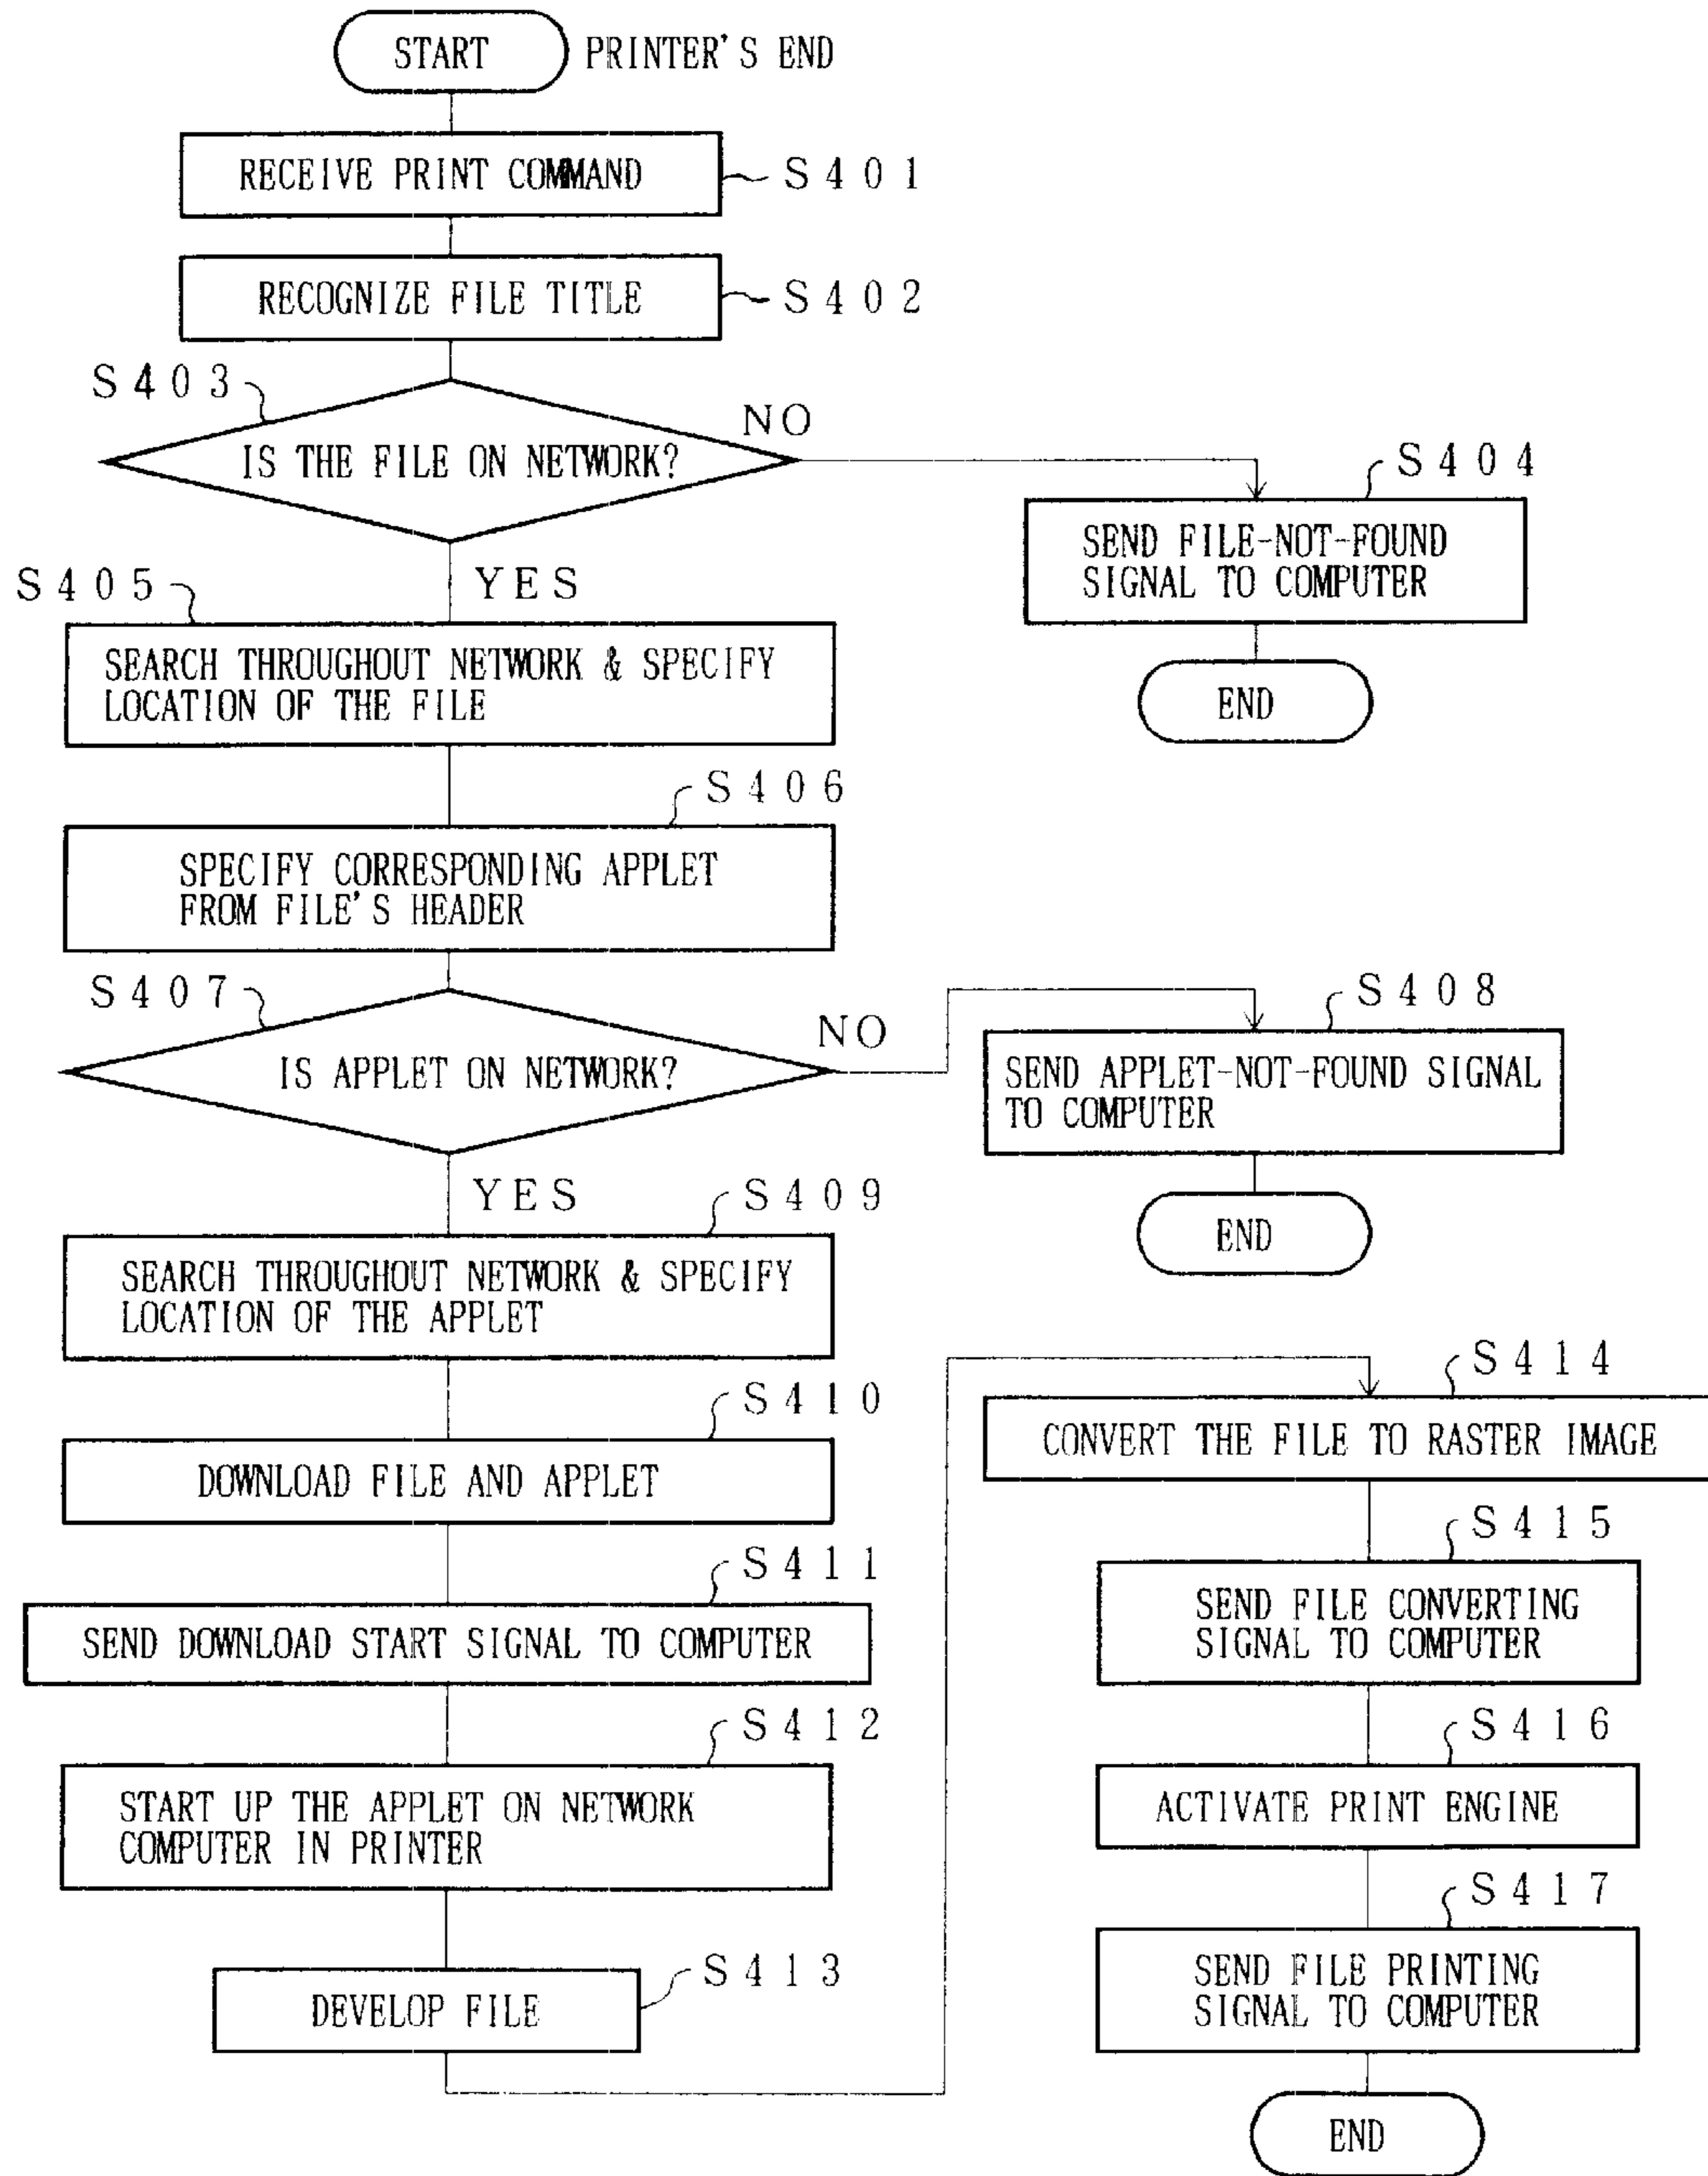 START
PRINTER'S END
RECEIVE PRINT COMMAND
S401
RECOGNIZE FILE TITLE
S402
S403
IS THE FILE ON NETWORK?
NO
YES
S404
SEND FILE-NOT-FOUND
SIGNAL TO COMPUTER
END
S405
SEARCH THROUGHOUT NETWORK & SPECIFY
LOCATION OF THE FILE
S406
SPECIFY CORRESPONDING APPLET
FROM FILE'S HEADER
S407
IS APPLET ON NETWORK?
NO
YES
S408
SEND APPLET-NOT-FOUND SIGNAL
TO COMPUTER
END
S409
SEARCH THROUGHOUT NETWORK & SPECIFY
LOCATION OF THE APPLET
S410
DOWNLOAD FILE AND APPLET
S411
SEND DOWNLOAD START SIGNAL TO COMPUTER
S412
START UP THE APPLET ON NETWORK
COMPUTER IN PRINTER
S413
DEVELOP FILE
S414
CONVERT THE FILE TO RASTER IMAGE
S415
SEND FILE CONVERTING
SIGNAL TO COMPUTER
S416
ACTIVATE PRINT ENGINE
S417
SEND FILE PRINTING
SIGNAL TO COMPUTER
END